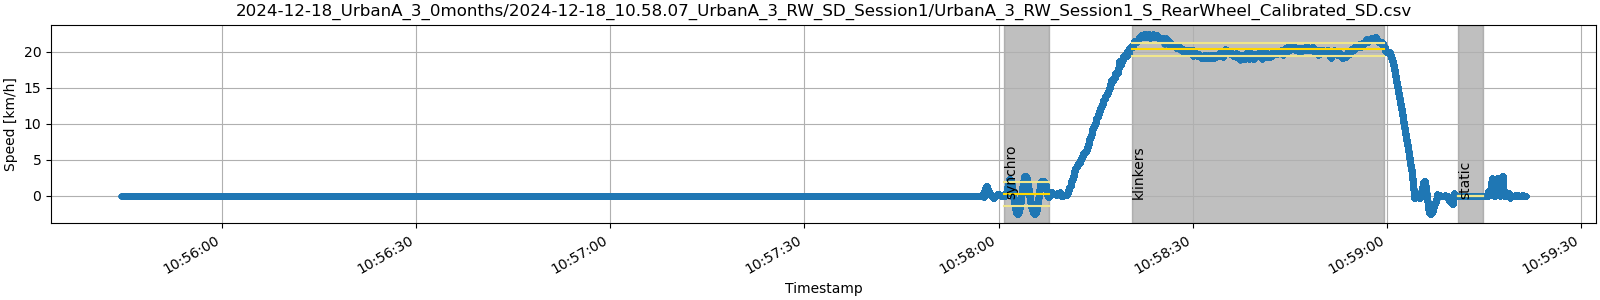 2024-12-18_UrbanA_3_0months/2024-12-18_10.58.07_UrbanA_3_RW_SD_Session1/UrbanA_3_RW_Session1_S_RearWheel_Calibrated_SD.csv
Speed [km/h]
20
15
10
5
0
synchro
klinkers
static
10:56:00
10:56:30
10:57:00
10:57:30
10:58:00
10:58:30
10:59:00
10:59:30
Timestamp